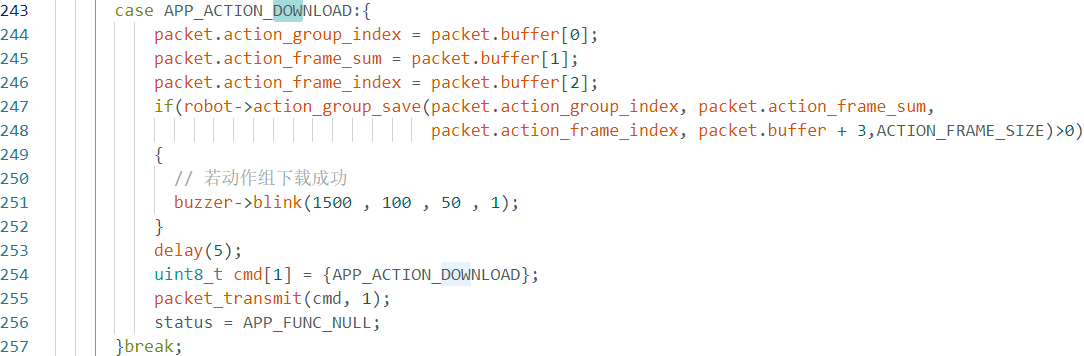 243 case APP_ACTION_DOWNLOAD:{
244 packet.action_group_index = packet.buffer[0];
245 packet.action_frame_sum = packet.buffer[1];
246 packet.action_frame_index = packet.buffer[2];
247 if(robot->action_group_save(packet.action_group_index, packet.action_frame_sum,
248 packet.action_frame_index, packet.buffer + 3,ACTION_FRAME_SIZE)>0)
249 {
250 // 若动作组下载成功
251 buzzer->blink(1500 , 100 , 50 , 1);
252 }
253 delay(5);
254 uint8_t cmd[1] = {APP_ACTION_DOWNLOAD};
255 packet_transmit(cmd, 1);
256 status = APP_FUNC_NULL;
257 }break;